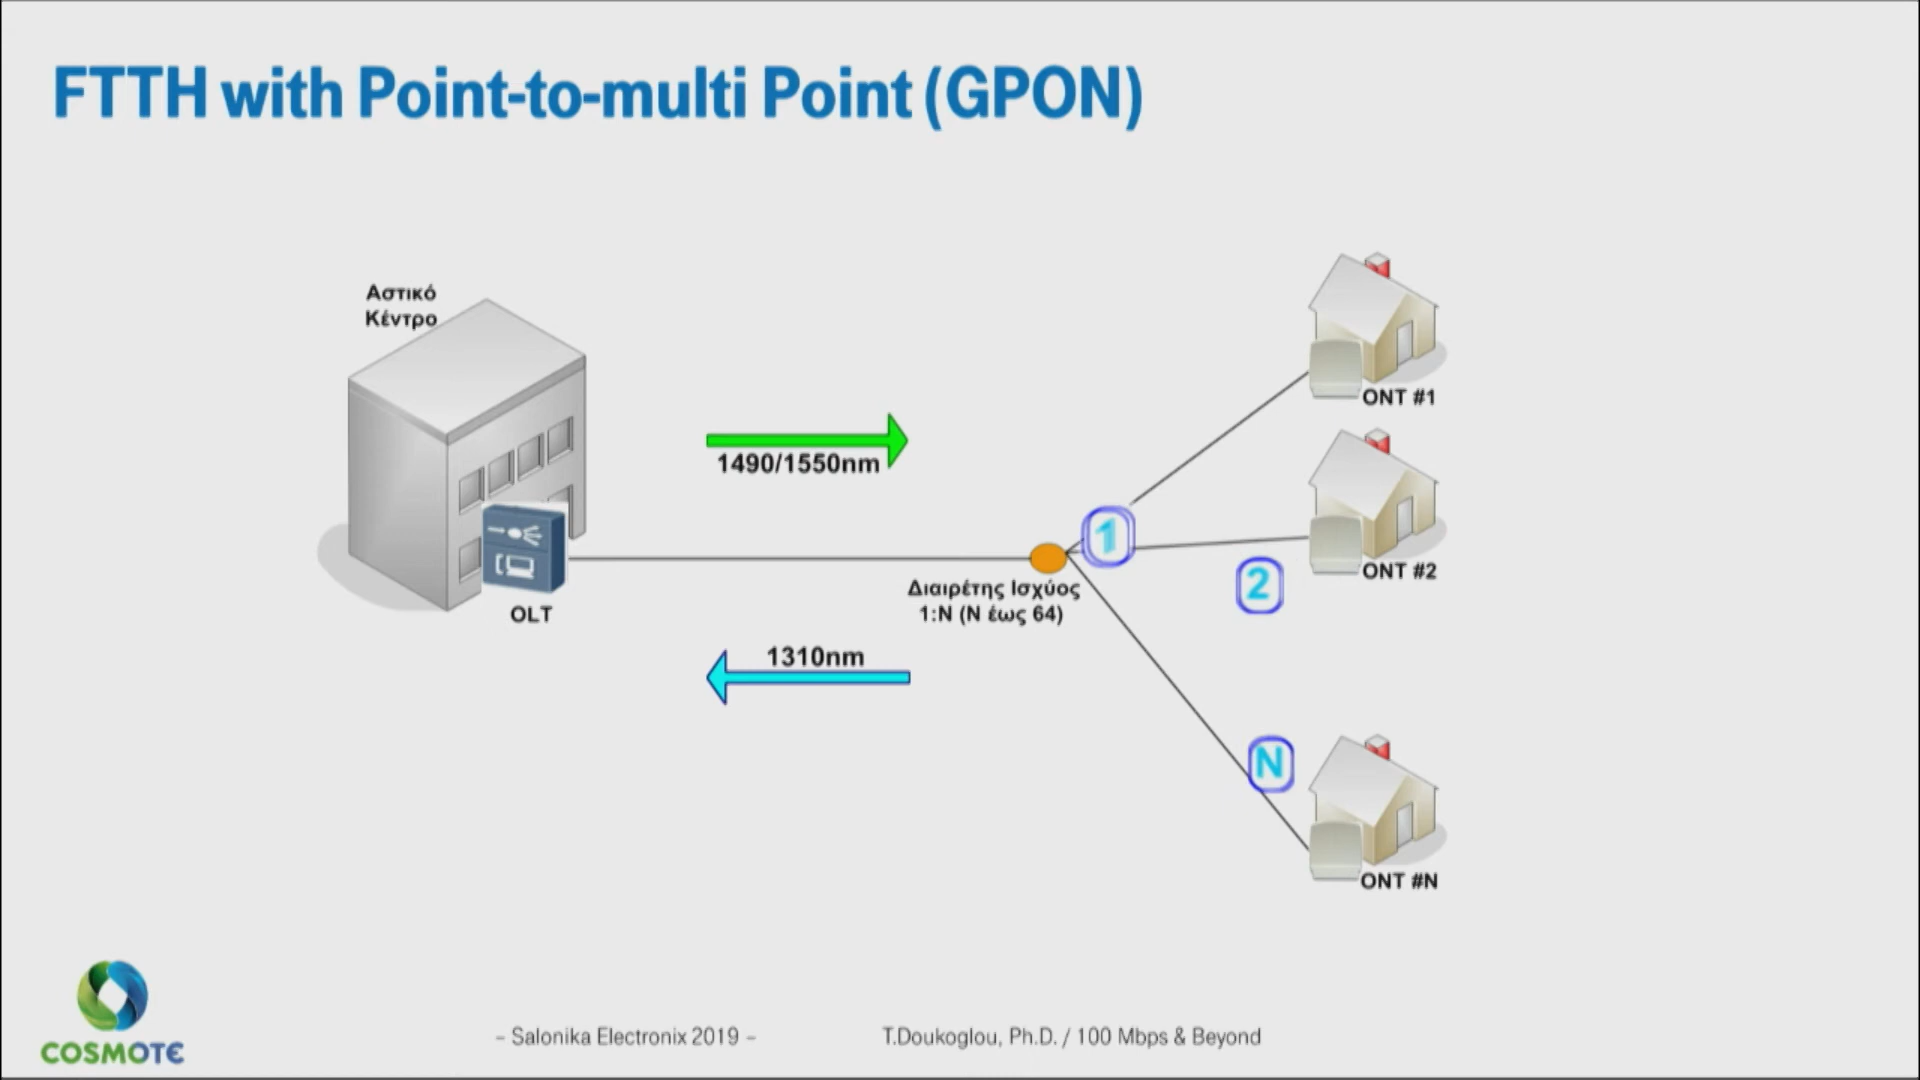 FTTH with Point-to-multi Point (GPON)
Αστικό
Κέντρο
1490/1550nm
OLT
1310nm
Διαιρέτης Ισχύος
1:N (N έως 64)
1
2
N
ONT #1
ONT #2
ONT #N
COSMOTE
– Salonika Electronix 2019 –
T.Doukoglou, Ph.D. / 100 Mbps & Beyond